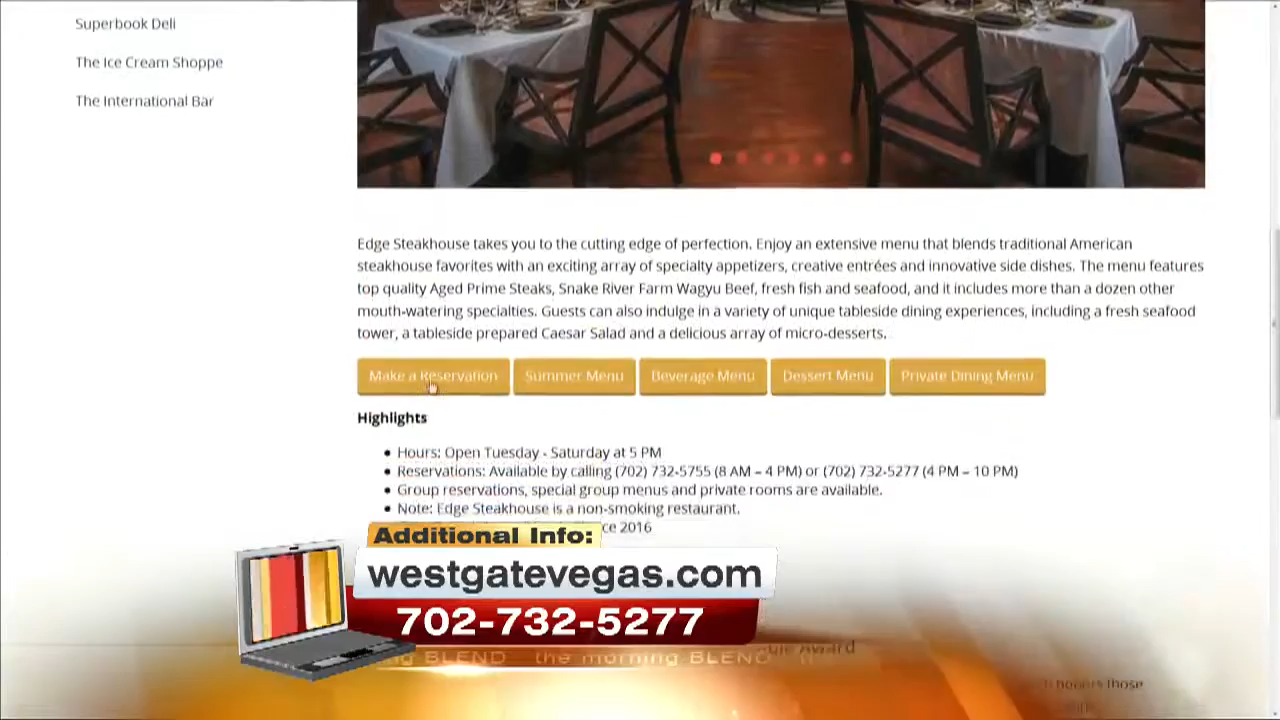 Superbook Deli
The Ice Cream Shoppe
The International Bar
Edge Steakhouse takes you to the cutting edge of perfection. Enjoy an extensive menu that blends traditional American
steakhouse favorites with an exciting array of specialty appetizers, creative entrées and innovative side dishes. The menu features
top quality Aged Prime Steaks, Snake River Farm Wagyu Beef, fresh fish and seafood, and it includes more than a dozen other
mouth-watering specialties. Guests can also indulge in a variety of unique tableside dining experiences, including a fresh seafood
tower, a tableside prepared Caesar Salad and a delicious array of micro-desserts.
Make a Reservation Summer Menu Beverage Menu Dessert Menu Private Dining Menu
Highlights
Hours: Open Tuesday - Saturday at 5 PM
Reservations: Available by calling (702) 732-5755 (8 AM – 4 PM) or (702) 732-5277 (4 PM – 10 PM)
Group reservations, special group menus and private rooms are available.
Note: Edge Steakhouse is a non-smoking restaurant.
2016
Additional Info:
westgatevegas.com
702-732-5277
BLEND the morning BLEND
Award
honors those